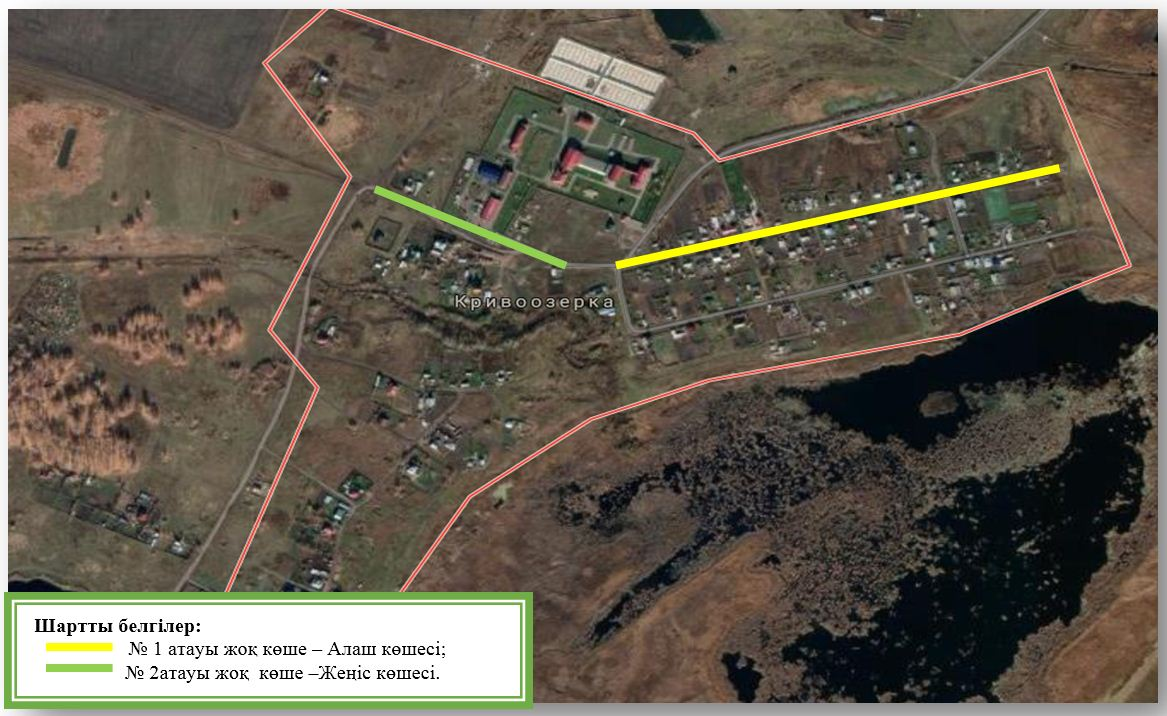 Кривоозерка
Шартты белгілер:
№ 1 атауы жоқ көше – Алаш көшесі;
№ 2атауы жоқ көше –Жеңіс көшесі.